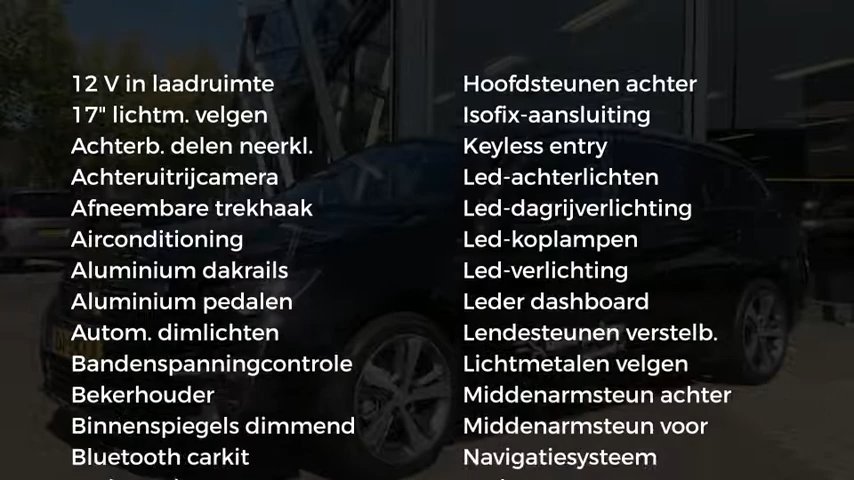 12 V in laadruimte
17" lichtm. velgen
Achterb. delen neerkl.
Achteruitrijcamera
Afneembare trekhaak
Airconditioning
Aluminium dakrails
Aluminium pedalen
Autom. dimlichten
Bandenspanningcontrole
Bekerhouder
Binnenspiegels dimmend
Bluetooth carkit
Hoofdsteunen achter
Isofix-aansluiting
Keyless entry
Led-achterlichten
Led-dagrijverlichting
Led-koplampen
Led-verlichting
Leder dashboard
Lendesteunen verstelb.
Lichtmetalen velgen
Middenarmsteun achter
Middenarmsteun voor
Navigatiesysteem